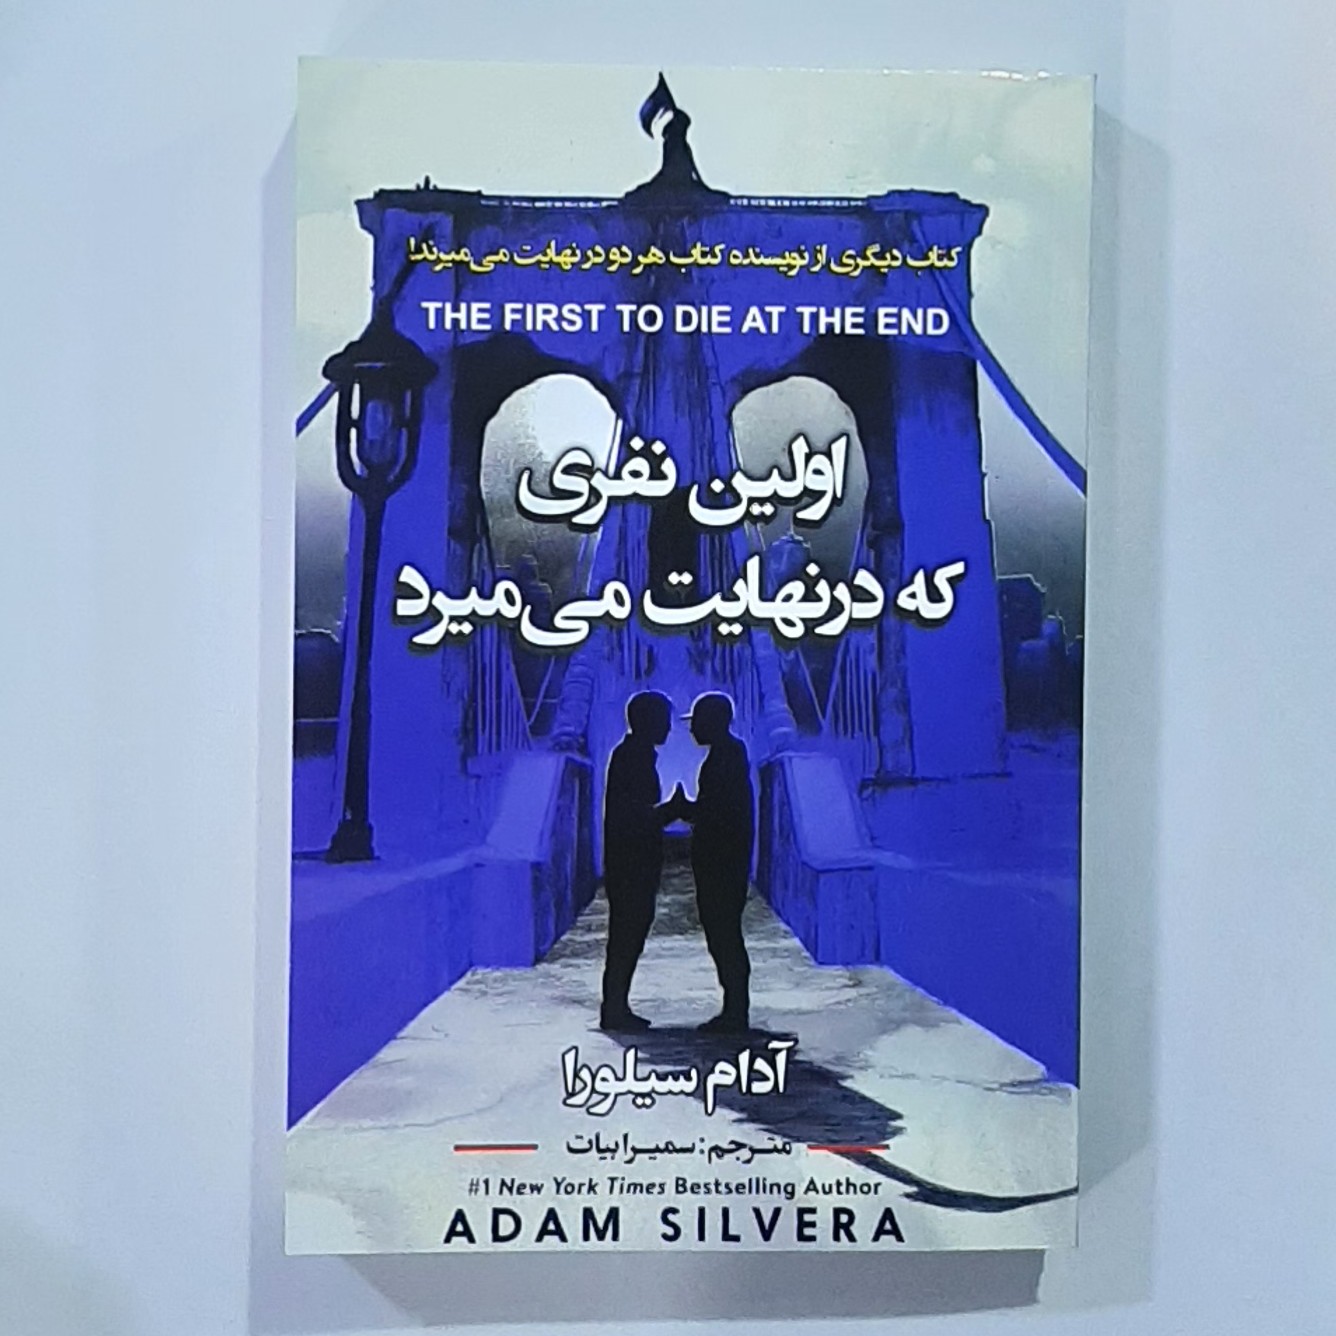 کتاب دیگری از نویسنده کتاب هر دو در نهایت می‌میرند!
THE FIRST TO DIE AT THE END
اولین نفری
که درنهایت می‌میرد
آدام سیلورا
مترجم: سمیرا بیات
#1 New York Times Bestselling Author
ADAM SILVERA